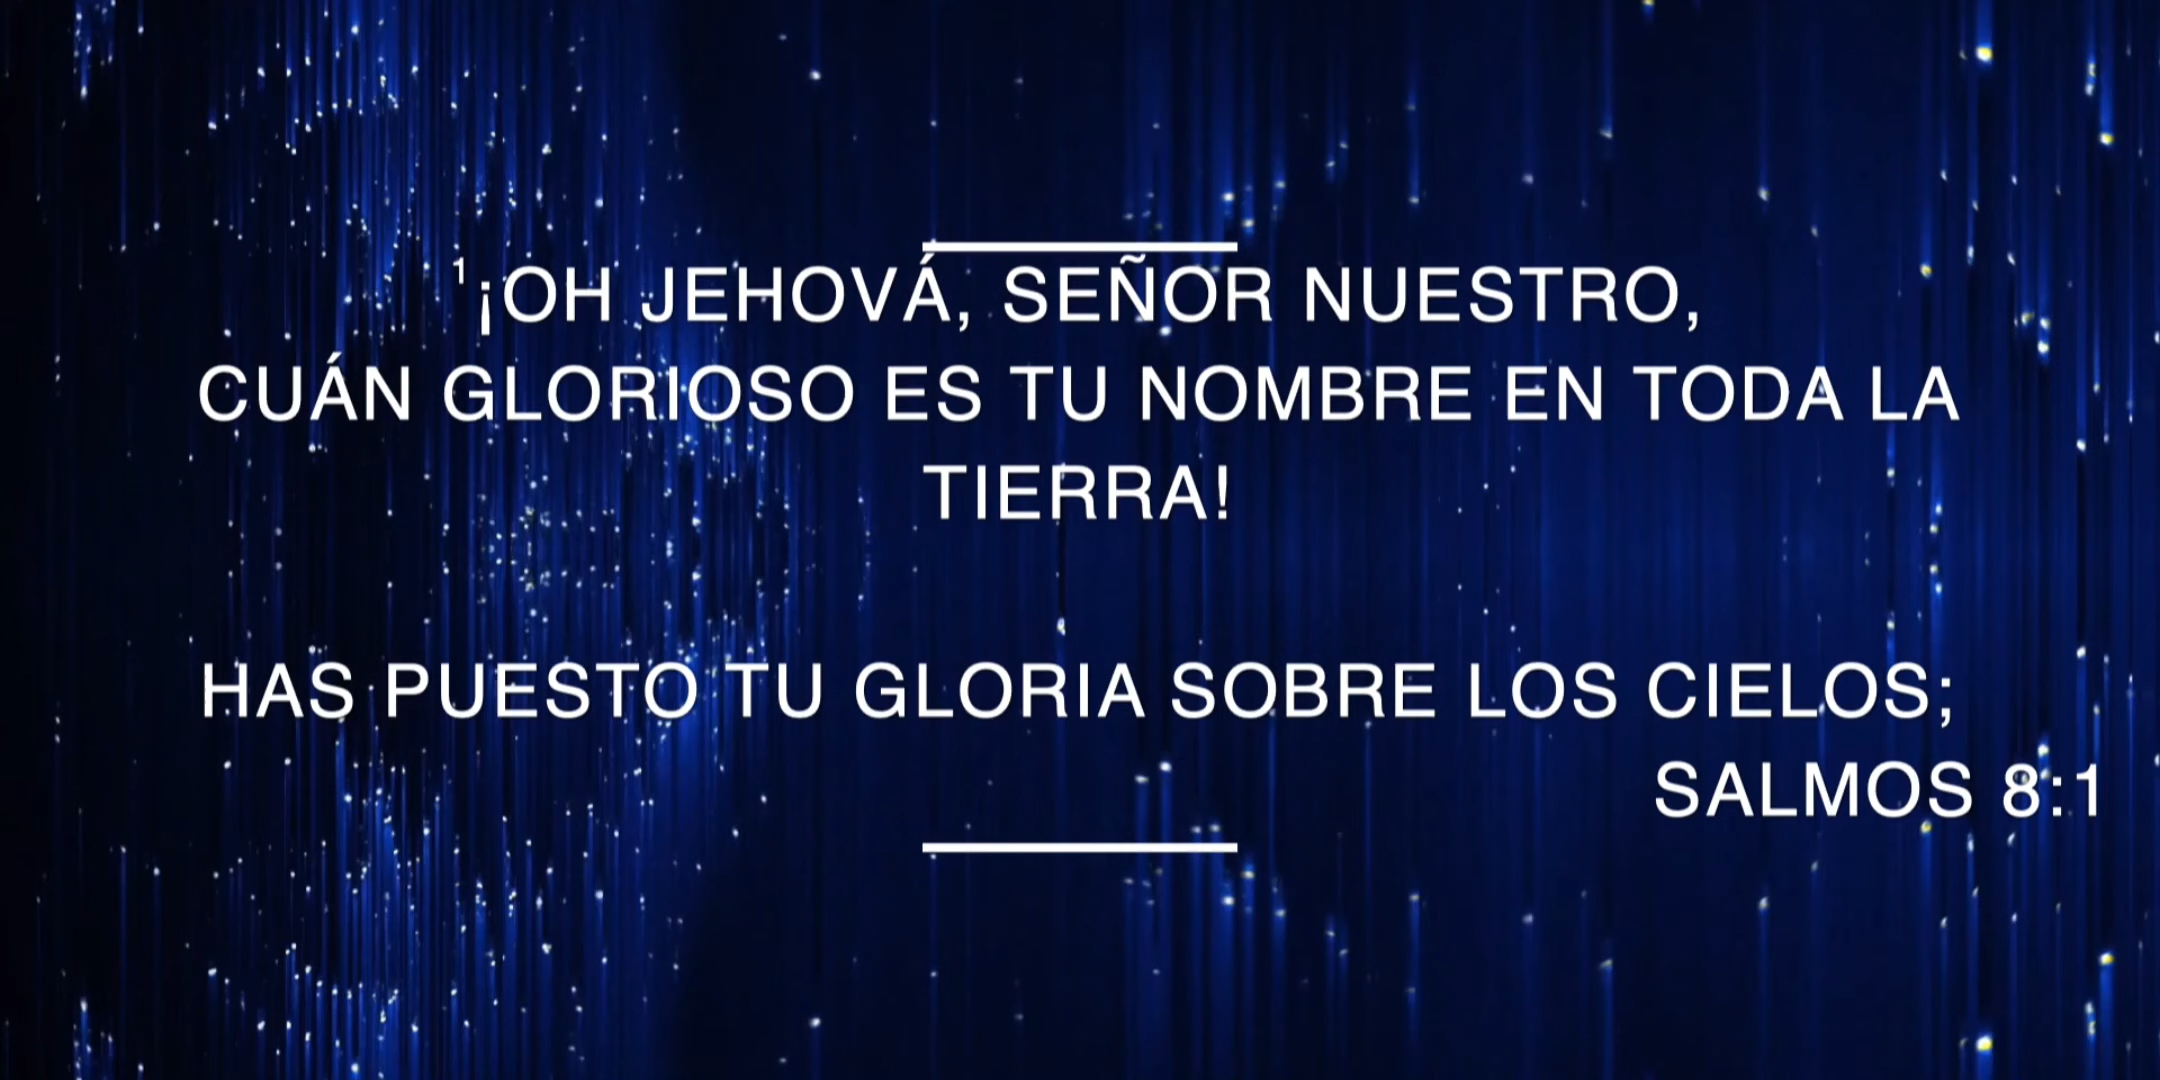 ¹¡OH JEHOVÁ, SEÑOR NUESTRO,
CUÁN GLORIOSO ES TU NOMBRE EN TODA LA
TIERRA!
HAS PUESTO TU GLORIA SOBRE LOS CIELOS;
SALMOS 8:1